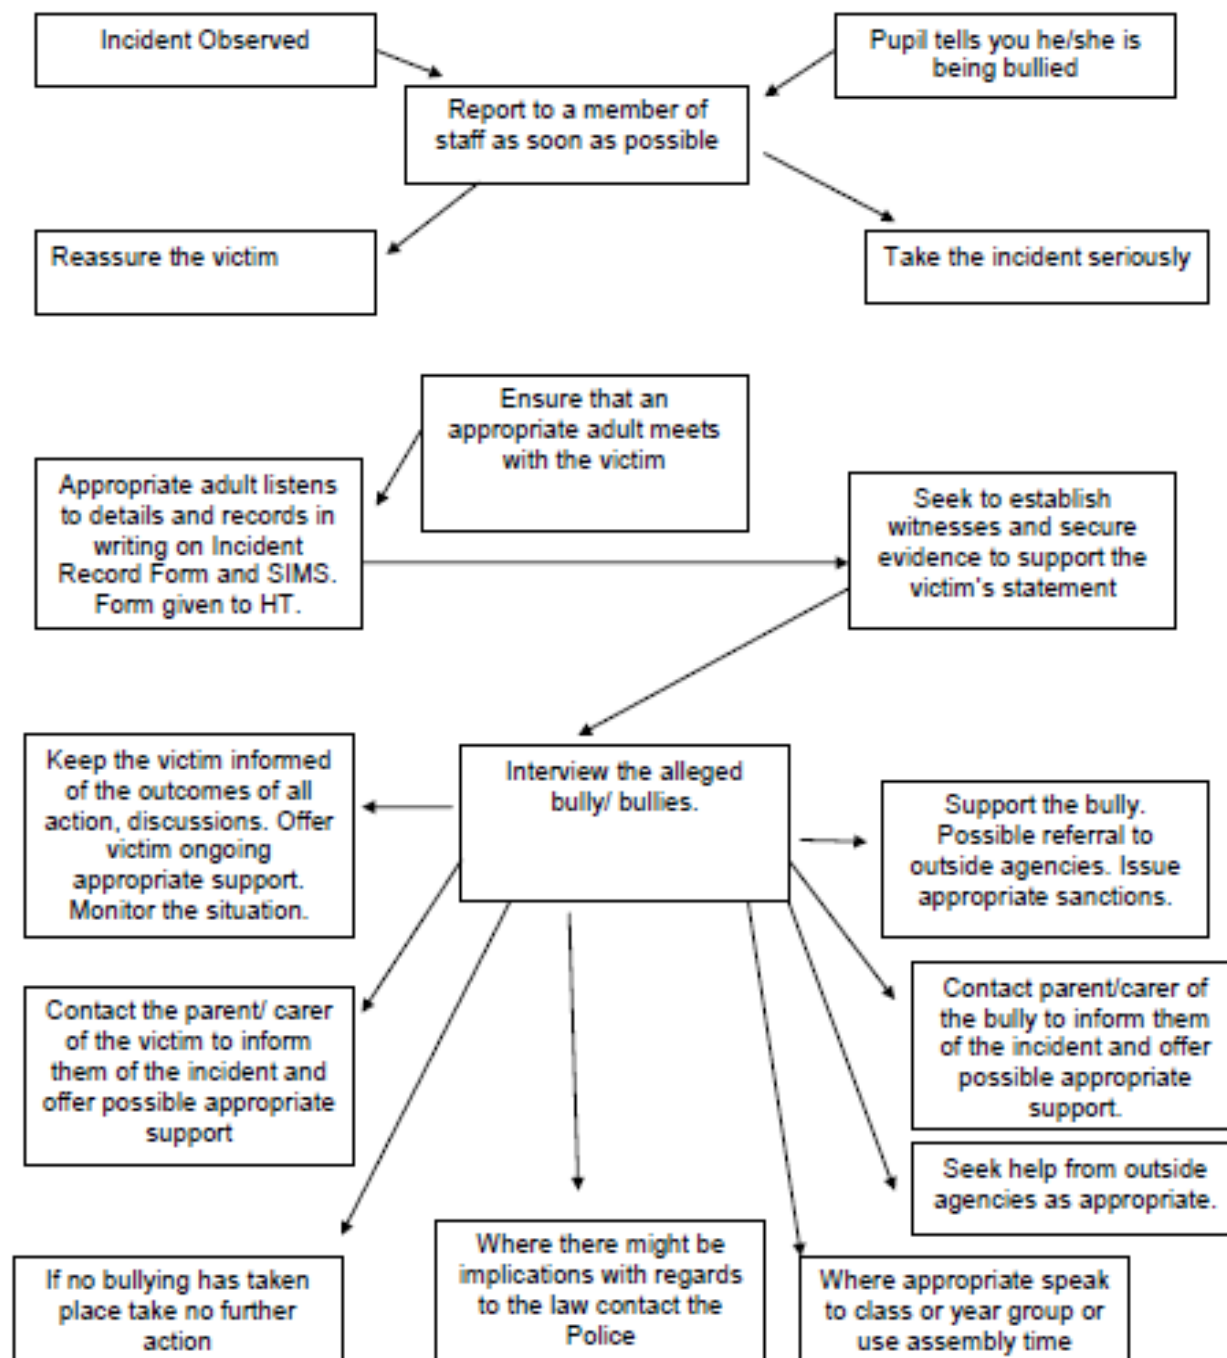 Incident Observed
Pupil tells you he/she is
being bullied
Report to a member of
staff as soon as possible
Reassure the victim
Take the incident seriously
Ensure that an
appropriate adult meets
with the victim
Appropriate adult listens
to details and records in
writing on Incident
Record Form and SIMS.
Form given to HT.
Seek to establish
witnesses and secure
evidence to support the
victim's statement
Interview the alleged
bully/ bullies.
Keep the victim informed
of the outcomes of all
action, discussions. Offer
victim ongoing
appropriate support.
Monitor the situation.
Support the bully.
Possible referral to
outside agencies. Issue
appropriate sanctions.
Contact the parent/ carer
of the victim to inform
them of the incident and
offer possible appropriate
support
Contact parent/carer of
the bully to inform them
of the incident and offer
possible appropriate
support.
Seek help from outside
agencies as appropriate.
If no bullying has taken
place take no further
action
Where there might be
implications with regards
to the law contact the
Police
Where appropriate speak
to class or year group or
use assembly time